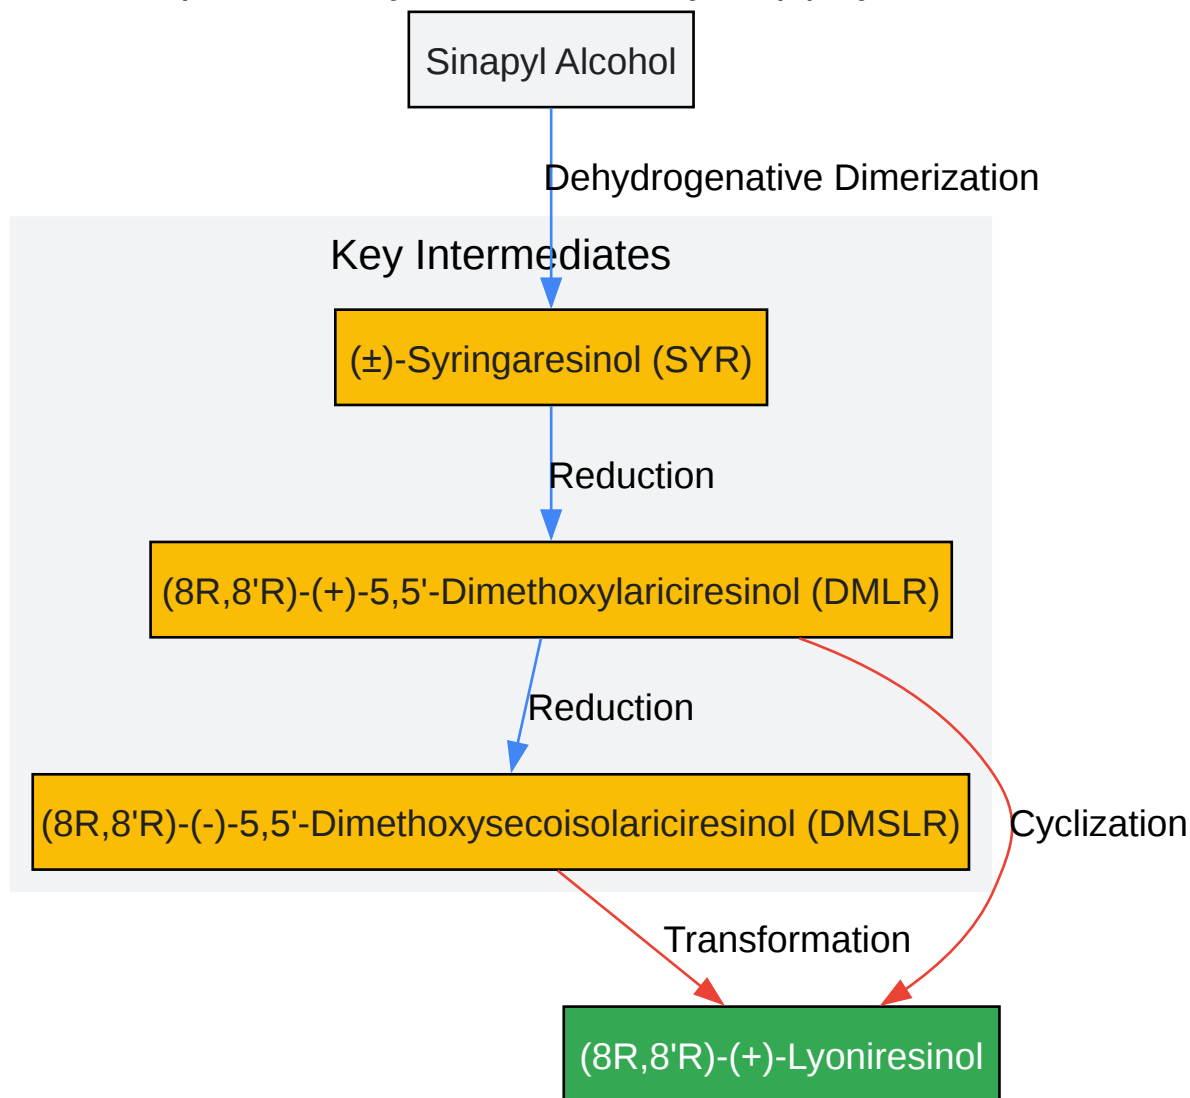 Sinapyl Alcohol
Dehydrogenative Dimerization
Key Intermediates
(±)-Syringaresinol (SYR)
Reduction
(8R,8'R)-(+)-5,5'-Dimethoxylariciresinol (DMLR)
Reduction
(8R,8'R)-(-)-5,5'-Dimethoxysecoisolariciresinol (DMSLR)
Cyclization
Transformation
(8R,8'R)-(+)-Lyoniresinol